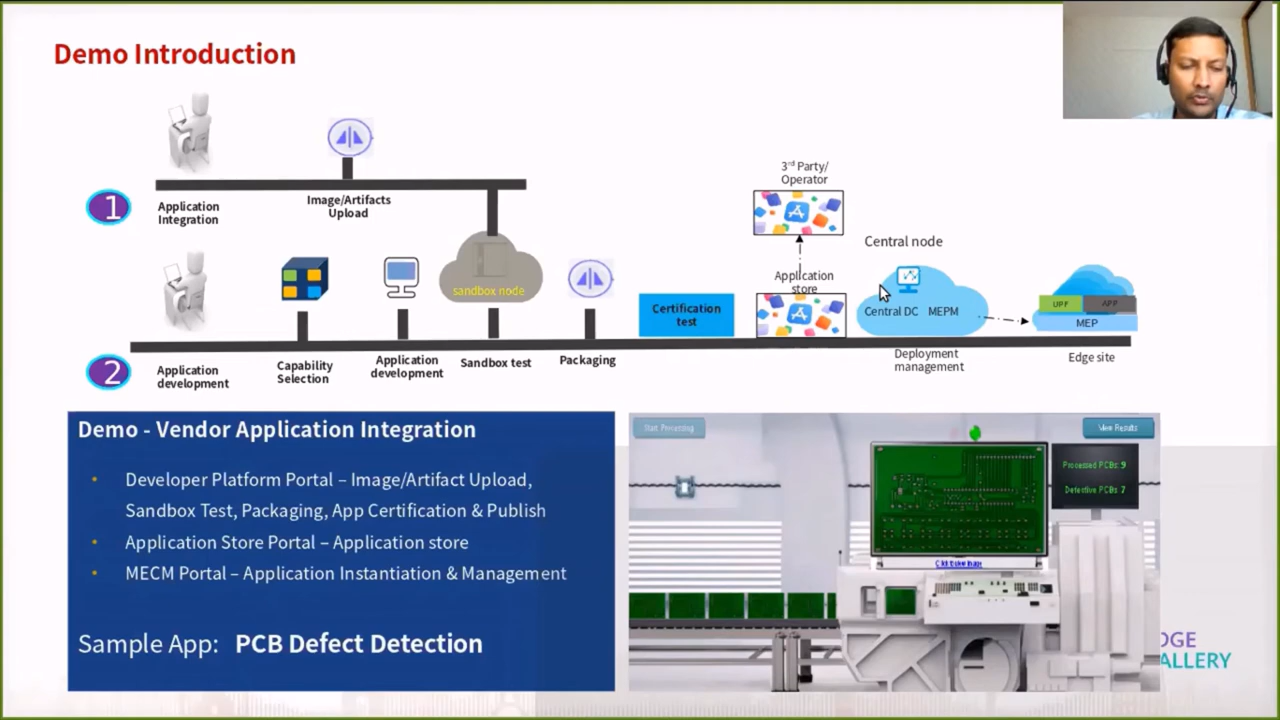 Demo Introduction
1
Application
Integration
Image/Artifacts
Upload
3rd Party/
Operator
Central node
sandbox node
Application
store
Certification
test
Central DC MEPM
UPF
APP
MEP
2
Application
development
Capability
Selection
Application
development
Sandbox test
Packaging
Deployment
management
Edge site
Demo - Vendor Application Integration
• Developer Platform Portal – Image/Artifact Upload,
Sandbox Test, Packaging, App Certification & Publish
• Application Store Portal – Application store
• MECM Portal – Application Instantiation & Management
Sample App: PCB Defect Detection
Start Processing
View Results
Processed PCBs: 9
Defective PCBs: 7
DGE
ALLERY